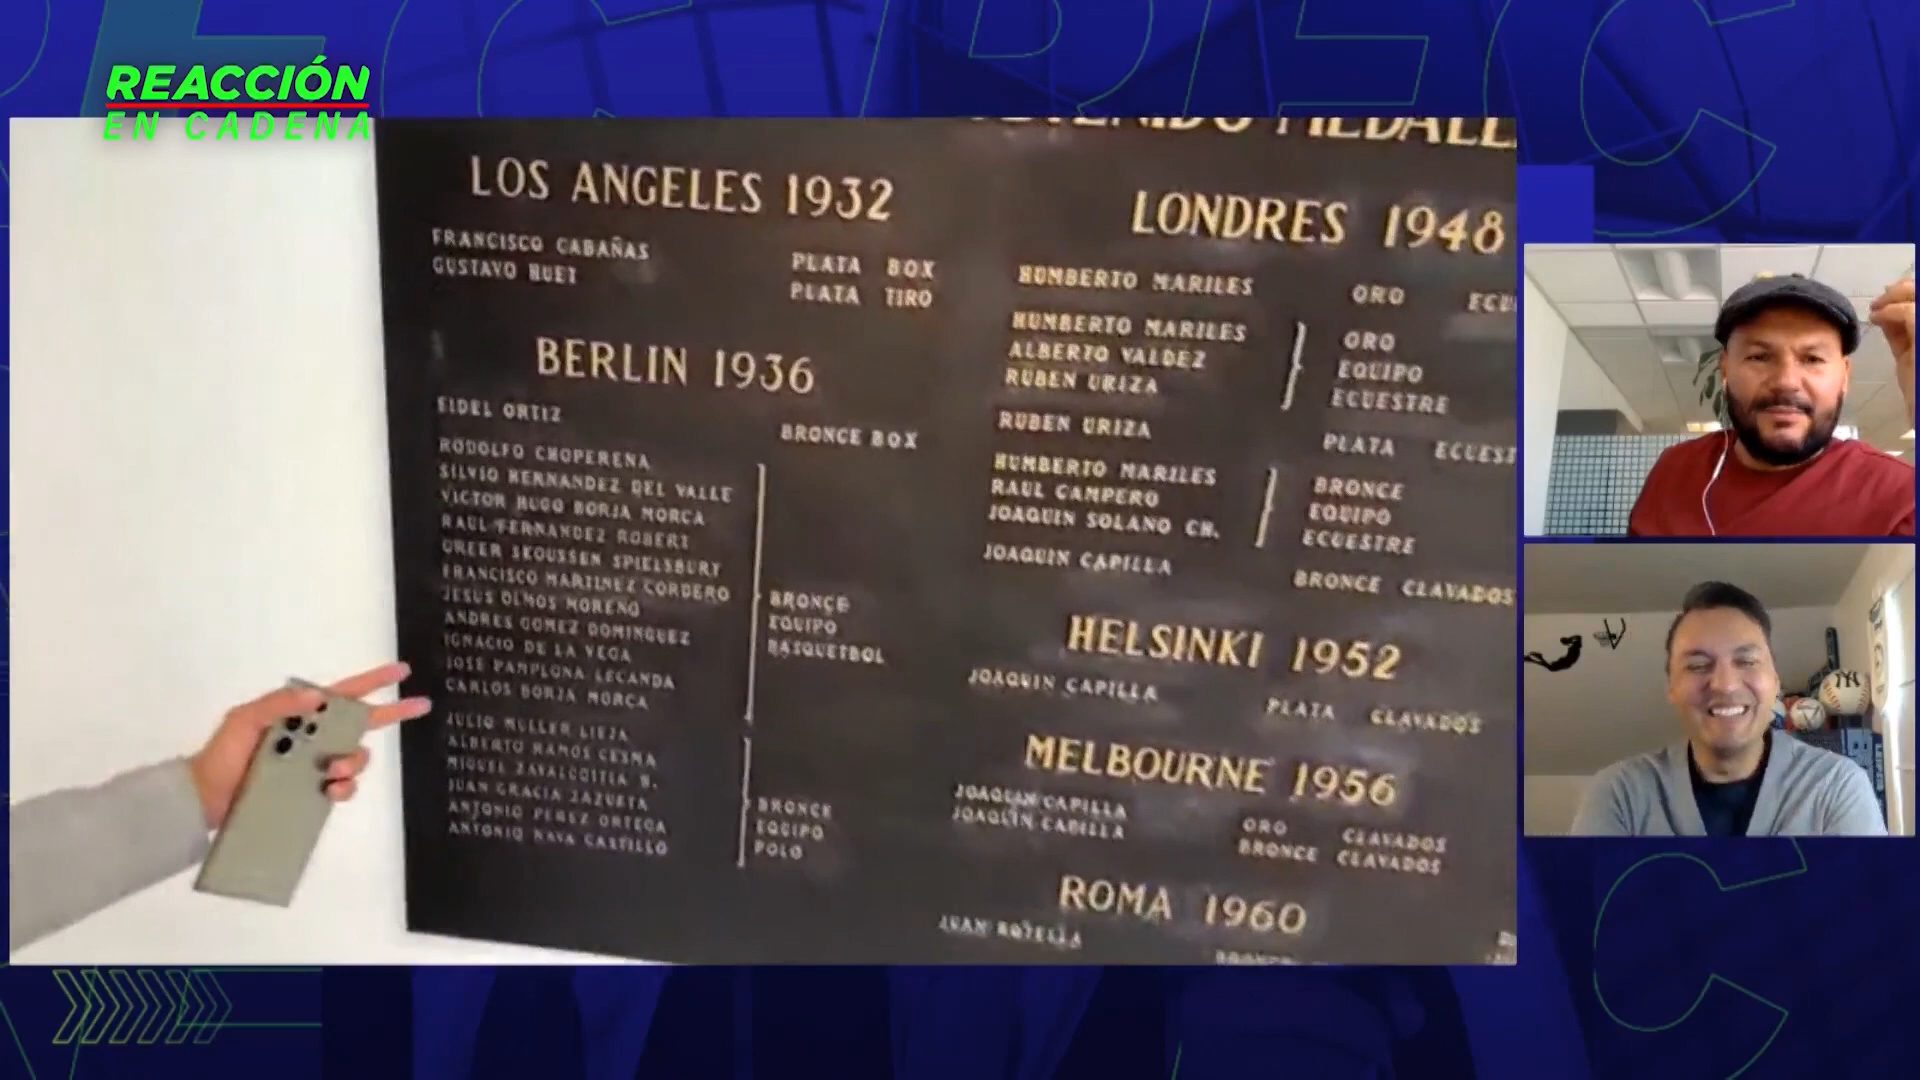 REACCIÓN
EN CADENA
LOS ANGELES 1932
FRANCISCO CABAÑAS PLATA BOX
GUSTAVO HUET PLATA TIRO
BERLIN 1936
FIDEL ORTIZ BRONCE BOX
RODOLFO CHOPERENA
SILVIO HERNANDEZ DEL VALLE
VICTOR HUGO BORJA MORCA
RAUL FERNANDEZ ROBERT
GREER SKOUSSEN SPIELSBURY
FRANCISCO MARTINEZ CORDERO
JESUS OLMOS MORENO
ANDRES GOMEZ DOMINGUEZ
IGNACIO DE LA VEGA
JOSE PAMPLONA LECANDA
CARLOS BORJA MORCA
BRONCE
EQUIPO
BASQUETBOL
JULIO MULLER LIEJA
ALBERTO RAMOS CESMA
MIGUEL ZAVALGOITIA B.
JUAN GRACIA ZAZUETA
ANTONIO PEREZ ORTEGA
ANTONIO NAVA CASTILLO
BRONCE
EQUIPO
POLO
LONDRES 1948
HUMBERTO MARILES ORO ECU
HUMBERTO MARILES
ALBERTO VALDEZ
RUBEN URIZA
ORO
EQUIPO
ECUESTRE
RUBEN URIZA PLATA ECUEST
HUMBERTO MARILES
RAUL CAMPERO
JOAQUIN SOLANO CH.
BRONCE
EQUIPO
ECUESTRE
JOAQUIN CAPILLA BRONCE CLAVADOS
HELSINKI 1952
JOAQUIN CAPILLA PLATA CLAVADOS
MELBOURNE 1956
JOAQUIN CAPILLA ORO CLAVADOS
JOAQUIN CAPILLA BRONCE CLAVADOS
ROMA 1960
JUAN BOTELLA